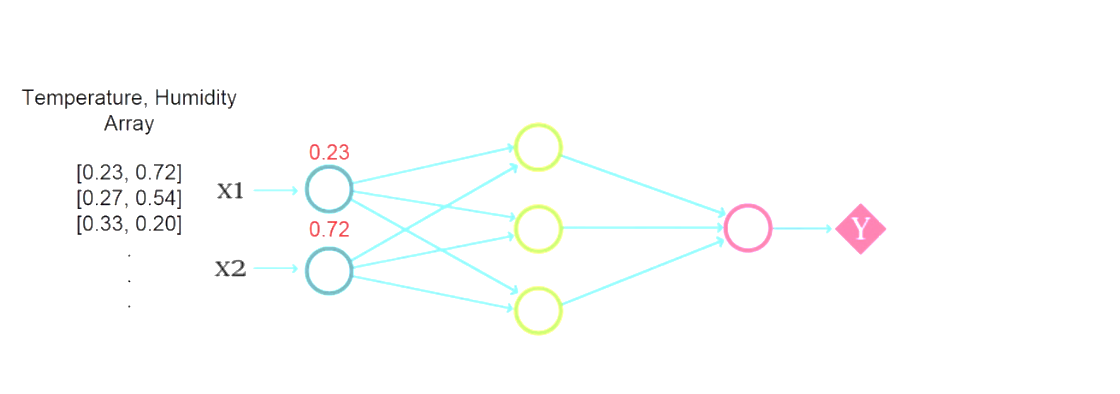 Temperature, Humidity
Array
[0.23, 0.72]
[0.27, 0.54]
[0.33, 0.20]
.
.
.
X1
X2
0.23
0.72
Y